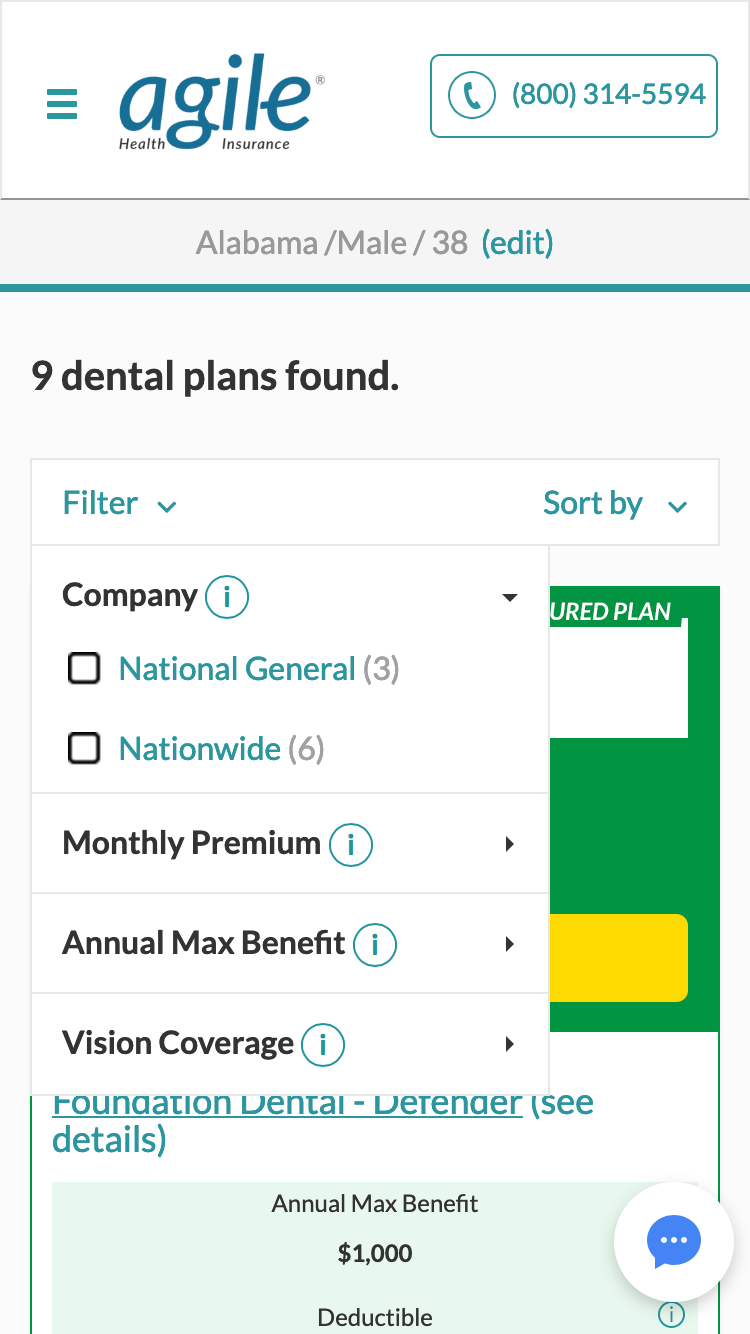 agile®
Health Insurance
(800) 314-5594
Alabama /Male / 38 (edit)
9 dental plans found.
Filter
Sort by
Company i
URED PLAN
National General (3)
Nationwide (6)
Monthly Premium i
Annual Max Benefit i
Vision Coverage i
Foundation Dental - Defender (see
details)
Annual Max Benefit
$1,000
Deductible i